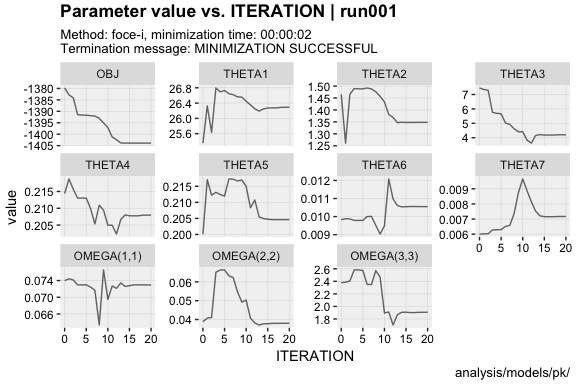 Parameter value vs. ITERATION | run001
Method: foce-i, minimization time: 00:00:02
Termination message: MINIMIZATION SUCCESSFUL
OBJ THETA1 THETA2 THETA3
-1380 26.8 1.50 7
-1385 26.4 1.45 6
-1390 26.0 1.40 5
-1395 25.6 1.35 4
-1400 1.30
-1405 1.25
THETA4 THETA5 THETA6 THETA7
0.215 0.215 0.012 0.009
0.210 0.210 0.011 0.008
0.205 0.205 0.010 0.007
0.200 0.009 0.006
0 5 10 15 20
OMEGA(1,1) OMEGA(2,2) OMEGA(3,3)
0.074 0.06 2.6
0.070 0.05 2.4
0.066 0.04 2.2
2.0
1.8
0 5 10 15 20 0 5 10 15 20 0 5 10 15 20
value
ITERATION
analysis/models/pk/